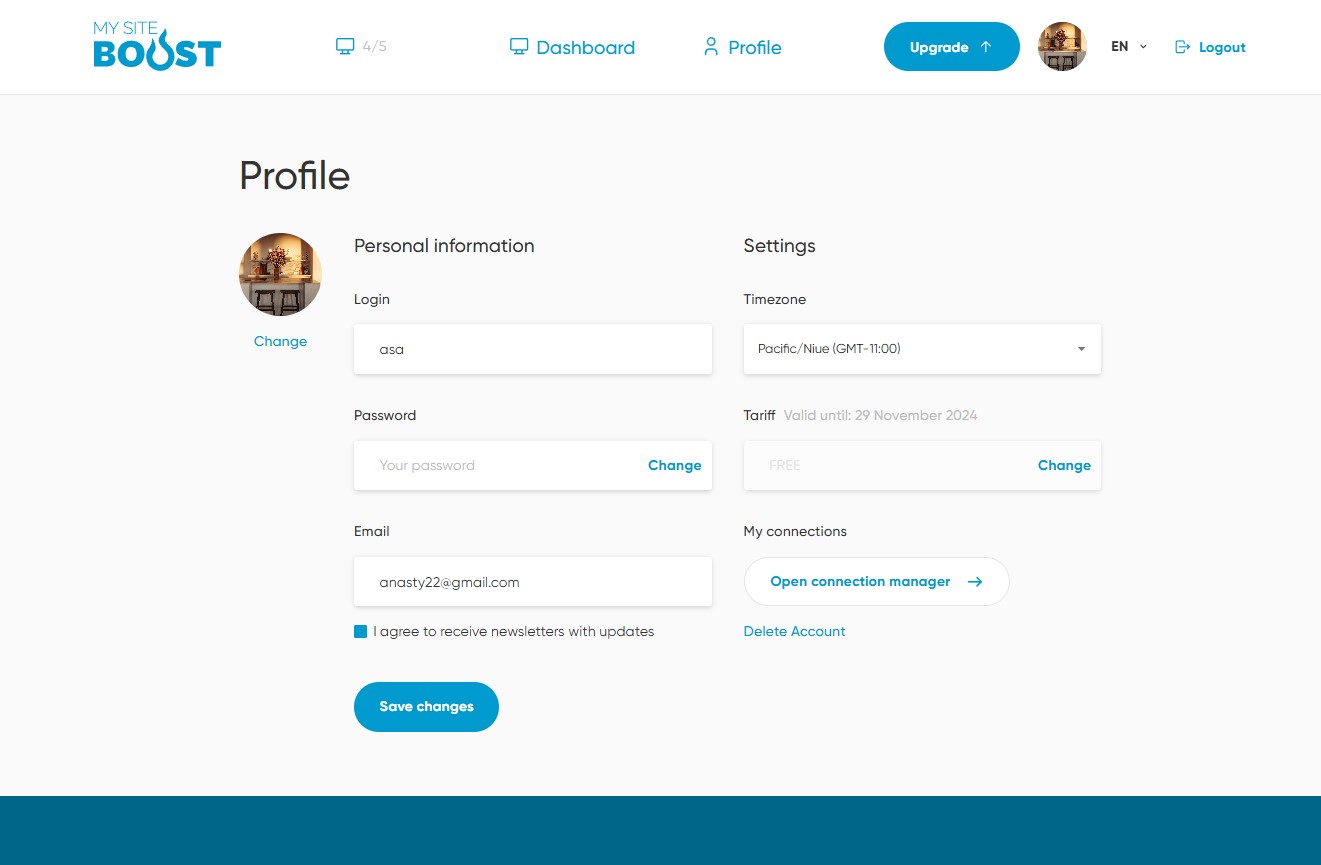 MY SITE
BOOST
4/5
Dashboard
Profile
Upgrade
EN
Logout
Profile
Change
Personal information
Login
asa
Password
Your password
Change
Email
anasty22@gmail.com
I agree to receive newsletters with updates
Save changes
Settings
Timezone
Pacific/Niue (GMT-11:00)
Tariff Valid until: 29 November 2024
FREE
Change
My connections
Open connection manager
Delete Account